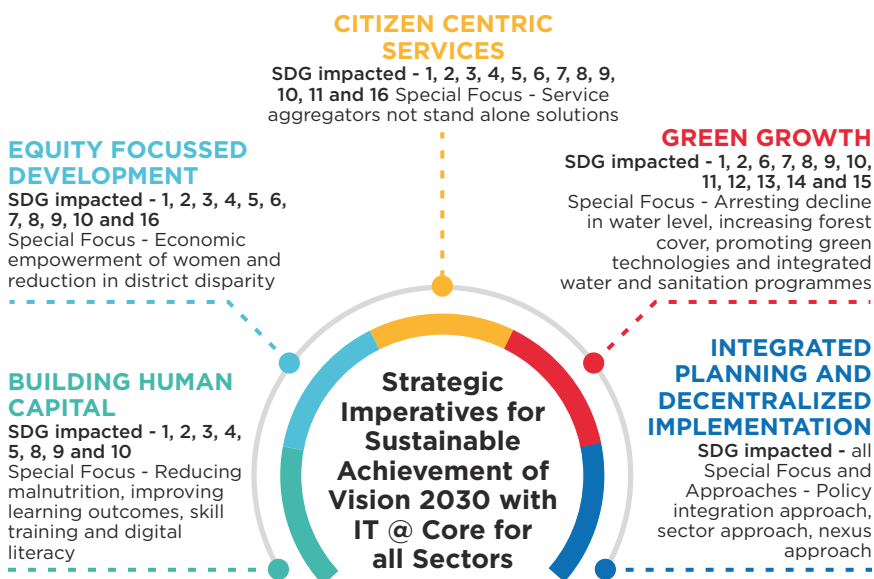 CITIZEN CENTRIC
SERVICES
SDG impacted - 1, 2, 3, 4, 5, 6, 7, 8, 9,
10, 11 and 16 Special Focus - Service
aggregators not stand alone solutions
EQUITY FOCUSSED
DEVELOPMENT
SDG impacted - 1, 2, 3, 4, 5, 6,
7, 8, 9, 10 and 16
Special Focus - Economic
empowerment of women and
reduction in district disparity
GREEN GROWTH
SDG impacted - 1, 2, 6, 7, 8, 9, 10,
11, 12, 13, 14 and 15
Special Focus - Arresting decline
in water level, increasing forest
cover, promoting green
technologies and integrated
water and sanitation programmes
BUILDING HUMAN
CAPITAL
SDG impacted - 1, 2, 3, 4,
5, 8, 9 and 10
Special Focus - Reducing
malnutrition, improving
learning outcomes, skill
training and digital
literacy
Strategic
Imperatives for
Sustainable
Achievement of
Vision 2030 with
IT @ Core for
all Sectors
INTEGRATED
PLANNING AND
DECENTRALIZED
IMPLEMENTATION
SDG impacted - all
Special Focus and
Approaches - Policy
integration approach,
sector approach, nexus
approach